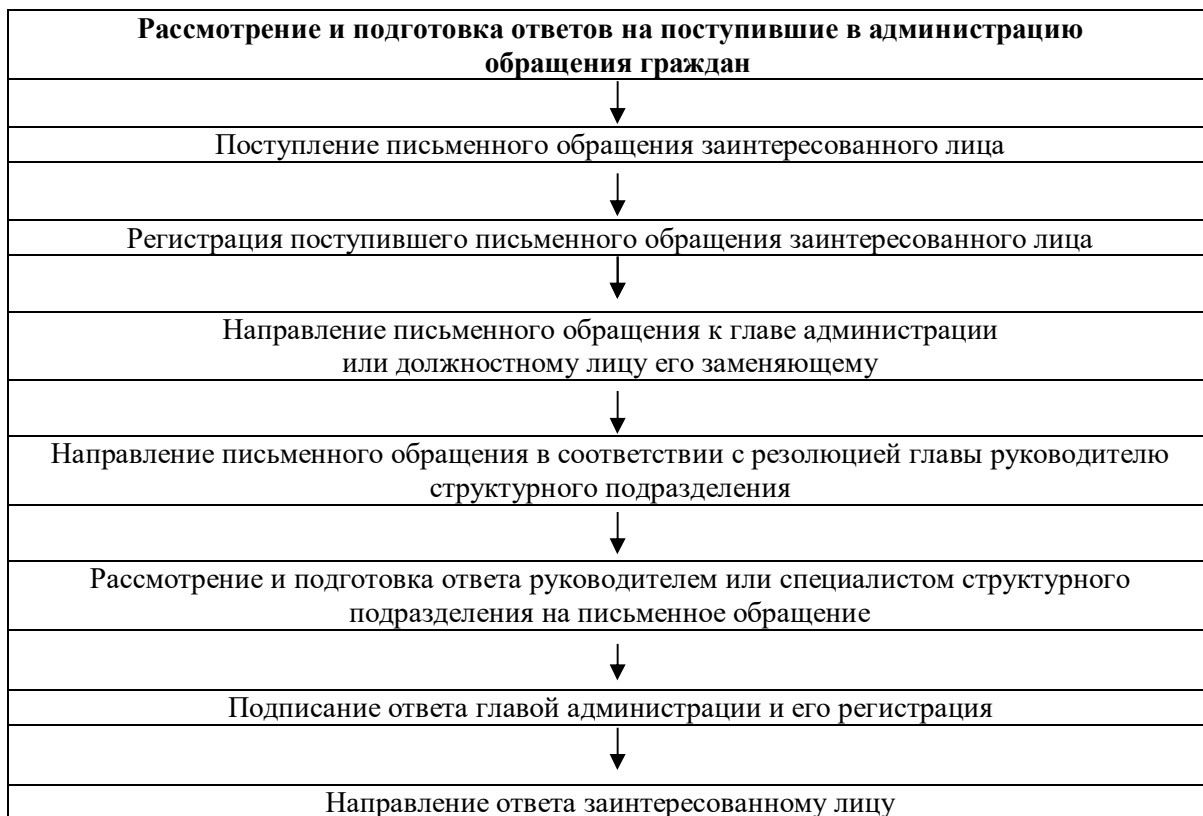 Рассмотрение и подготовка ответов на поступившие в администрацию
обращения граждан
Поступление письменного обращения заинтересованного лица
Регистрация поступившего письменного обращения заинтересованного лица
Направление письменного обращения к главе администрации
или должностному лицу его заменяющему
Направление письменного обращения в соответствии с резолюцией главы руководителю
структурного подразделения
Рассмотрение и подготовка ответа руководителем или специалистом структурного
подразделения на письменное обращение
Подписание ответа главой администрации и его регистрация
Направление ответа заинтересованному лицу